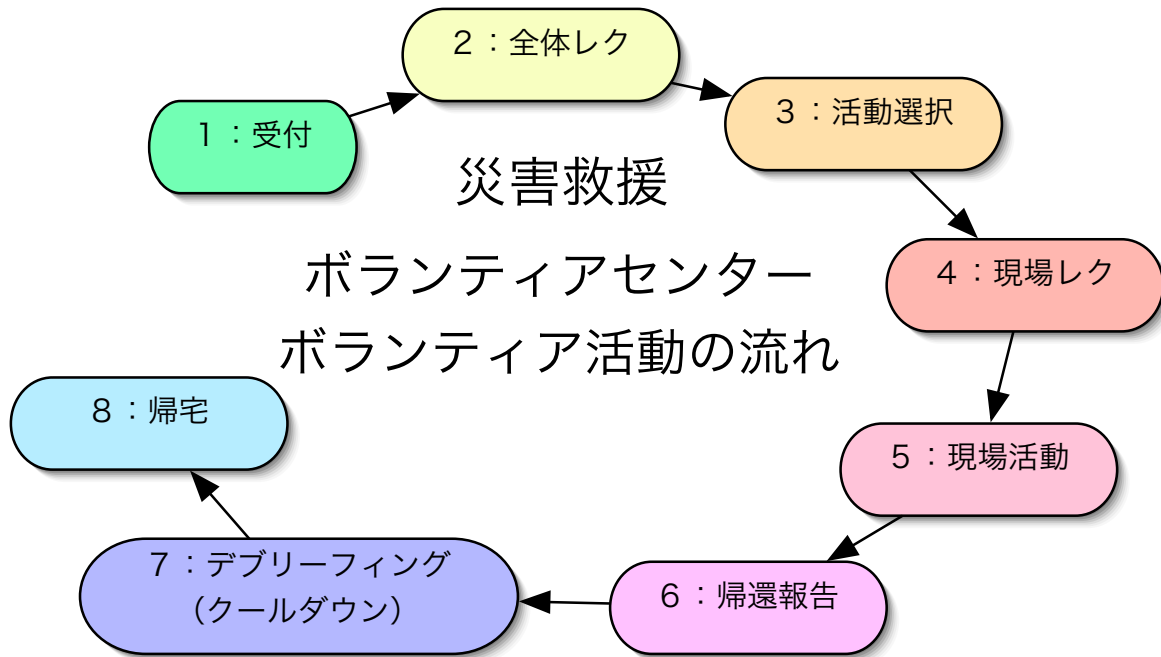 災害救援
ボランティアセンター
ボランティア活動の流れ
１：受付
２：全体レク
３：活動選択
４：現場レク
５：現場活動
６：帰還報告
７：デブリーフィング
（クールダウン）
８：帰宅